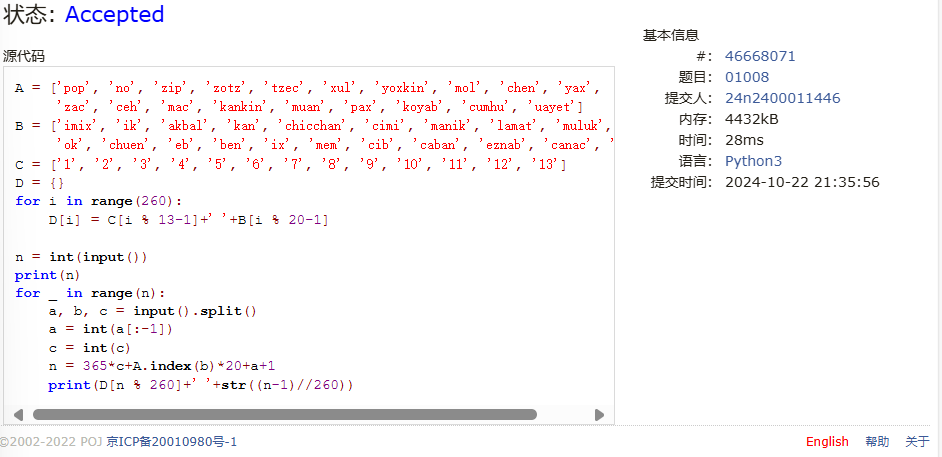 状态: Accepted
源代码
A = ['pop', 'no', 'zip', 'zotz', 'tzec', 'xul', 'yoxkin', 'mol', 'chen', 'yax',
'zac', 'ceh', 'mac', 'kankin', 'muan', 'pax', 'koyab', 'cumhu', 'uayet']
B = ['imix', 'ik', 'akbal', 'kan', 'chicchan', 'cimi', 'manik', 'lamat', 'muluk',
'ok', 'chuen', 'eb', 'ben', 'ix', 'mem', 'cib', 'caban', 'eznab', 'canac', '
C = ['1', '2', '3', '4', '5', '6', '7', '8', '9', '10', '11', '12', '13']
D = {}
for i in range(260):
    D[i] = C[i % 13-1]+' '+B[i % 20-1]
n = int(input())
print(n)
for _ in range(n):
    a, b, c = input().split()
    a = int(a[:-1])
    c = int(c)
    n = 365*c+A.index(b)*20+a+1
    print(D[n % 260]+' '+str((n-1)//260))
基本信息
#: 46668071
题目: 01008
提交人: 24n2400011446
内存: 4432kB
时间: 28ms
语言: Python3
提交时间: 2024-10-22 21:35:56
©2002-2022 POJ 京ICP备20010980号-1
English 帮助 关于